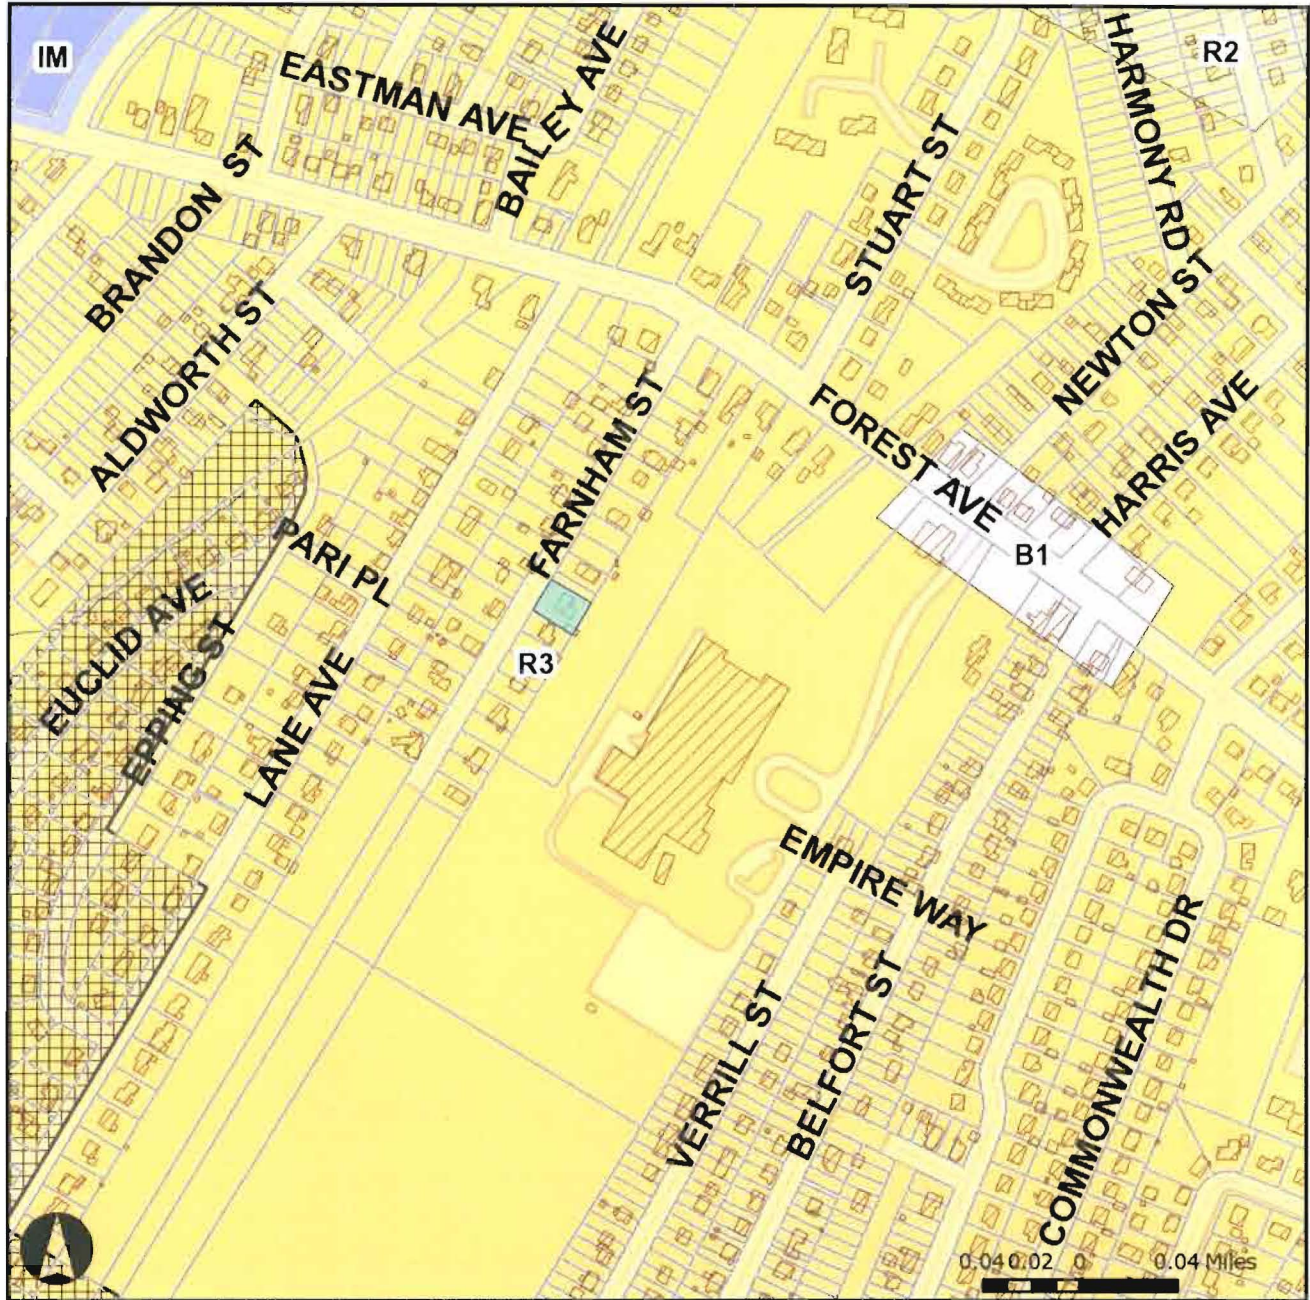 IM
R2
EASTMAN AVE
BAILEY AVE
HARMONY RD
BRANDON ST
STUART ST
ALDWORTH ST
NEWTON ST
FARNHAM ST
FOREST AVE
HARRIS AVE
B1
PARI PL
EUCLID AVE
EPPING ST
R3
LANE AVE
EMPIRE WAY
VERRILL ST
BELFORT ST
COMMONWEALTH DR
0.04 0.02 0 0.04 Miles